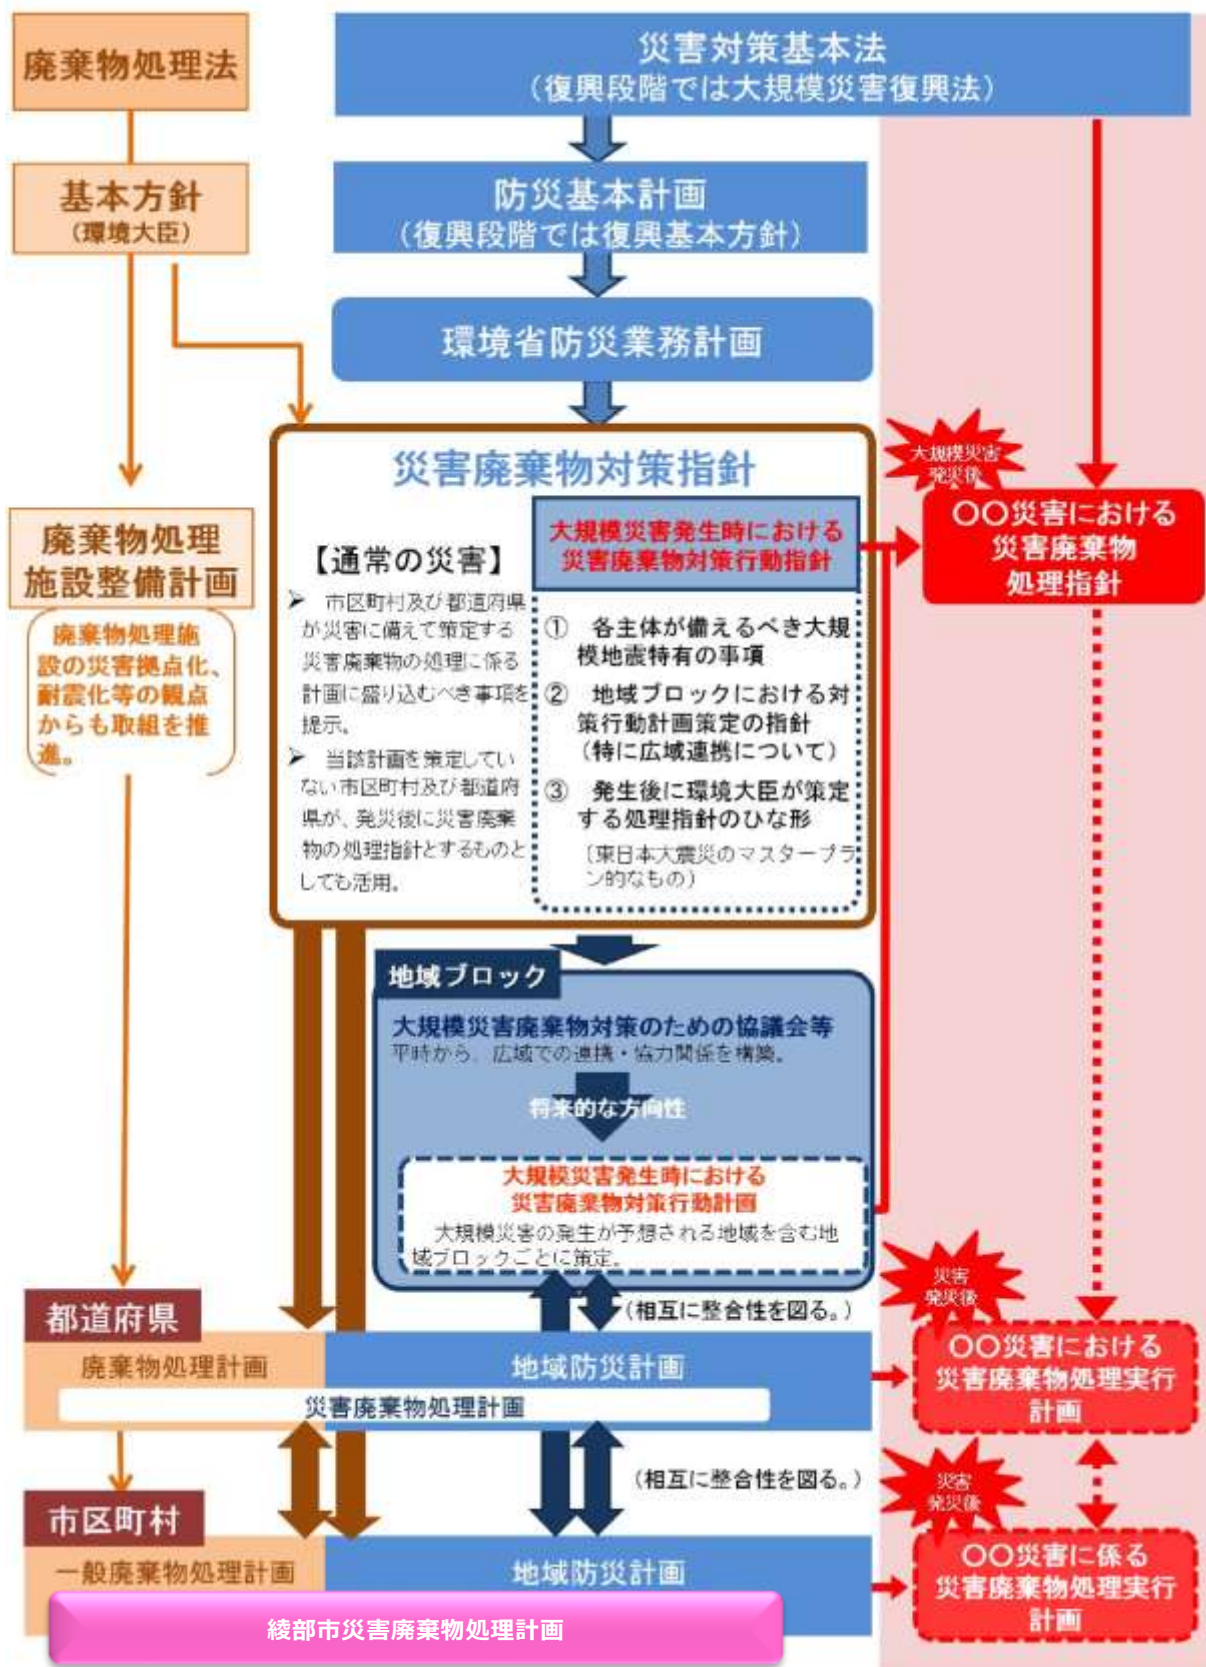 廃棄物処理法
災害対策基本法
（復興段階では大規模災害復興法）
基本方針
（環境大臣）
防災基本計画
（復興段階では復興基本方針）
環境省防災業務計画
災害廃棄物対策指針
大規模災害
発災後
〇〇災害における
災害廃棄物
処理指針
廃棄物処理
施設整備計画
廃棄物処理施
設の災害拠点化、
耐震化等の観点
からも取組を推
進。
【通常の災害】
➢ 市区町村及び都道府県
が災害に備えて策定する
災害廃棄物の処理に係る
計画に盛り込むべき事項を
提示。
➢ 当該計画を策定してい
ない市区町村及び都道府
県が、発災後に災害廃棄
物の処理指針とするものと
しても活用。
大規模災害発生時における
災害廃棄物対策行動指針
① 各主体が備えるべき大規
模地震特有の事項
② 地域ブロックにおける対
策行動計画策定の指針
（特に広域連携について）
③ 発生後に環境大臣が策定
する処理指針のひな形
（東日本大震災のマスタープラ
ン的なもの）
地域ブロック
大規模災害廃棄物対策のための協議会等
平時から、広域での連携・協力関係を構築。
将来的な方向性
大規模災害発生時における
災害廃棄物対策行動計画
大規模災害の発生が予想される地域を含む地
域ブロックごとに策定。
（相互に整合性を図る。）
都道府県
廃棄物処理計画
地域防災計画
災害廃棄物処理計画
災害
発災後
〇〇災害における
災害廃棄物処理実行
計画
（相互に整合性を図る。）
市区町村
一般廃棄物処理計画
地域防災計画
綾部市災害廃棄物処理計画
災害
発災後
〇〇災害に係る
災害廃棄物処理実行
計画